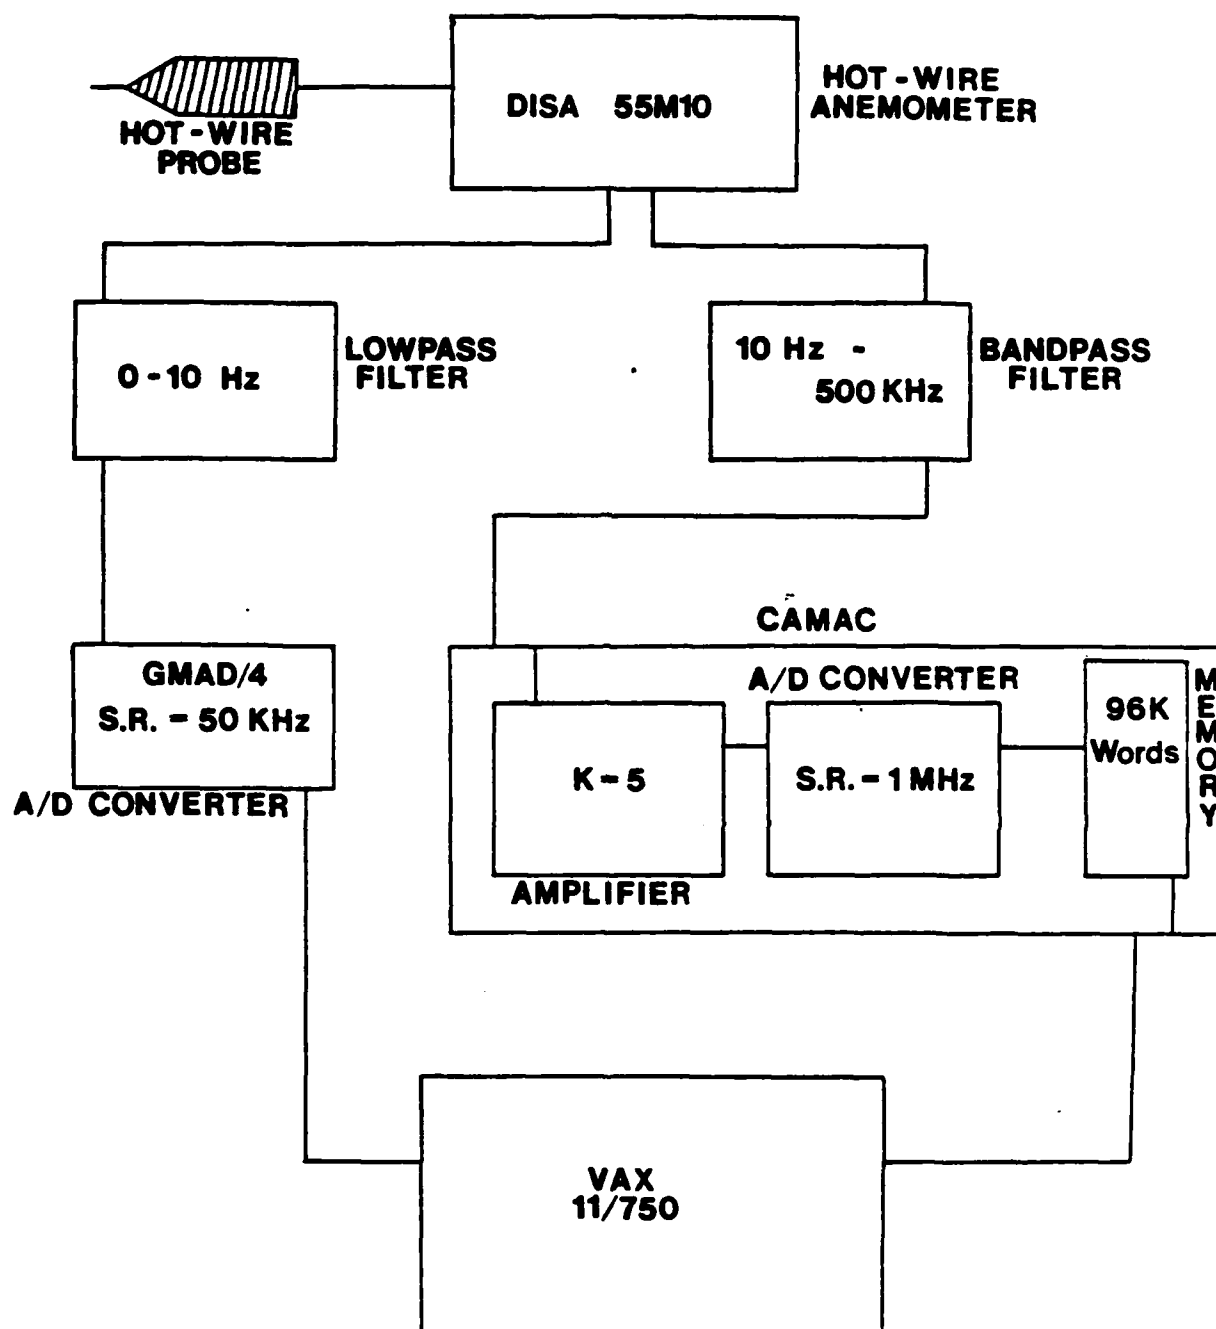 DISA 55M10
HOT-WIRE
ANEMOMETER
HOT-WIRE
PROBE
0-10 Hz
LOWPASS
FILTER
10 Hz -
500 KHz
BANDPASS
FILTER
CAMAC
GMAD/4
S.R. = 50 KHz
A/D CONVERTER
A/D CONVERTER
K=5
AMPLIFIER
S.R. = 1 MHz
96K
Words
MEMORY
VAX
11/750